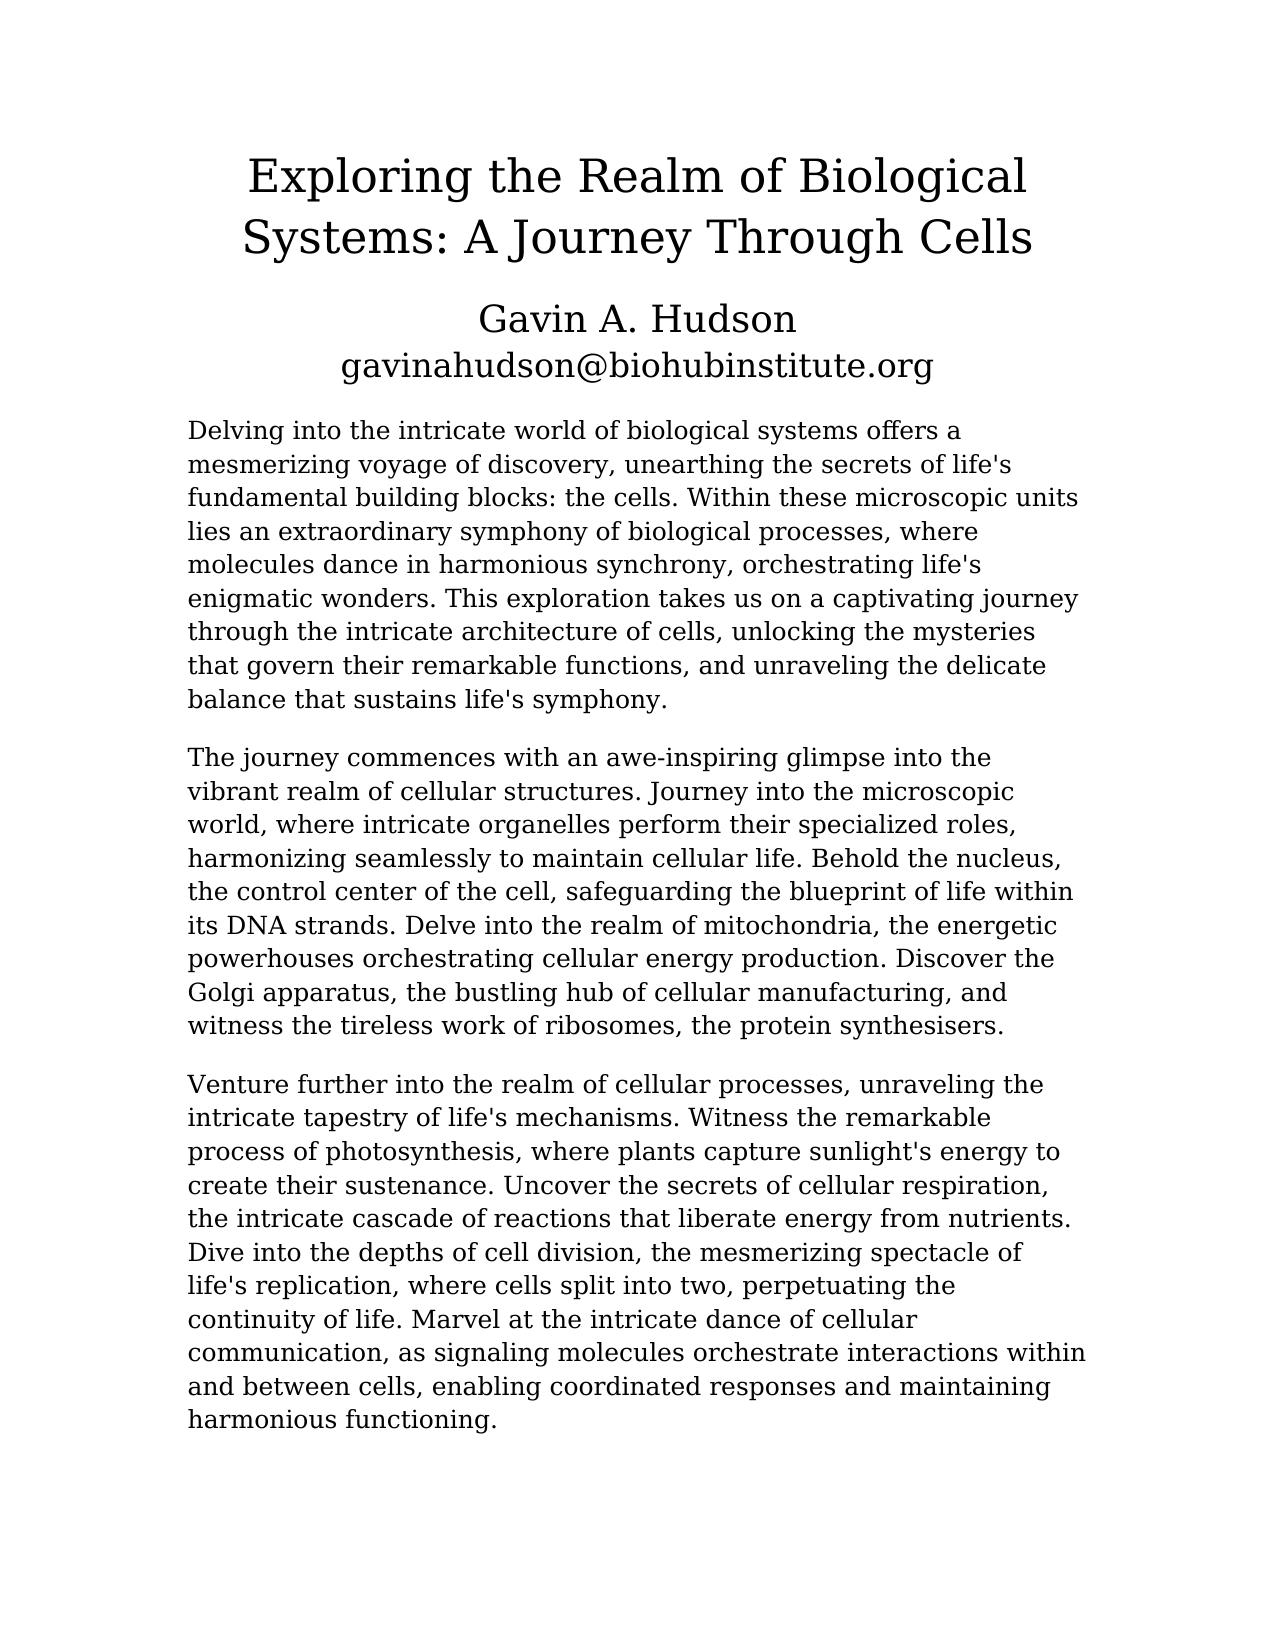 Exploring the Realm of Biological
Systems: A Journey Through Cells
Gavin A. Hudson
gavinahudson@biohubinstitute.org
Delving into the intricate world of biological systems offers a
mesmerizing voyage of discovery, unearthing the secrets of life's
fundamental building blocks: the cells. Within these microscopic units
lies an extraordinary symphony of biological processes, where
molecules dance in harmonious synchrony, orchestrating life's
enigmatic wonders. This exploration takes us on a captivating journey
through the intricate architecture of cells, unlocking the mysteries
that govern their remarkable functions, and unraveling the delicate
balance that sustains life's symphony.
The journey commences with an awe-inspiring glimpse into the
vibrant realm of cellular structures. Journey into the microscopic
world, where intricate organelles perform their specialized roles,
harmonizing seamlessly to maintain cellular life. Behold the nucleus,
the control center of the cell, safeguarding the blueprint of life within
its DNA strands. Delve into the realm of mitochondria, the energetic
powerhouses orchestrating cellular energy production. Discover the
Golgi apparatus, the bustling hub of cellular manufacturing, and
witness the tireless work of ribosomes, the protein synthesisers.
Venture further into the realm of cellular processes, unraveling the
intricate tapestry of life's mechanisms. Witness the remarkable
process of photosynthesis, where plants capture sunlight's energy to
create their sustenance. Uncover the secrets of cellular respiration,
the intricate cascade of reactions that liberate energy from nutrients.
Dive into the depths of cell division, the mesmerizing spectacle of
life's replication, where cells split into two, perpetuating the
continuity of life. Marvel at the intricate dance of cellular
communication, as signaling molecules orchestrate interactions within
and between cells, enabling coordinated responses and maintaining
harmonious functioning.